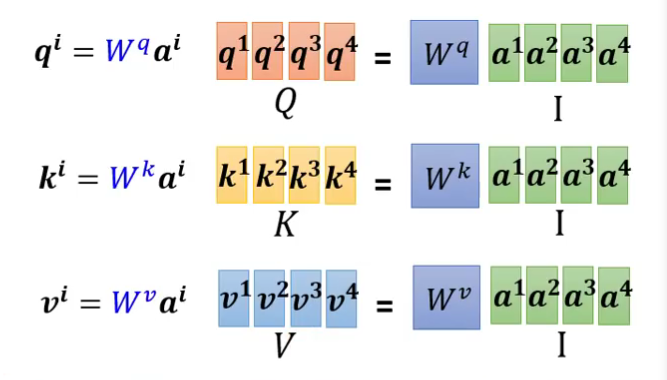 qⁱ = W^q aⁱ q¹ q² q³ q⁴ = W^q a¹ a² a³ a⁴
Q I
kⁱ = W^k aⁱ k¹ k² k³ k⁴ = W^k a¹ a² a³ a⁴
K I
vⁱ = W^v aⁱ v¹ v² v³ v⁴ = W^v a¹ a² a³ a⁴
V I